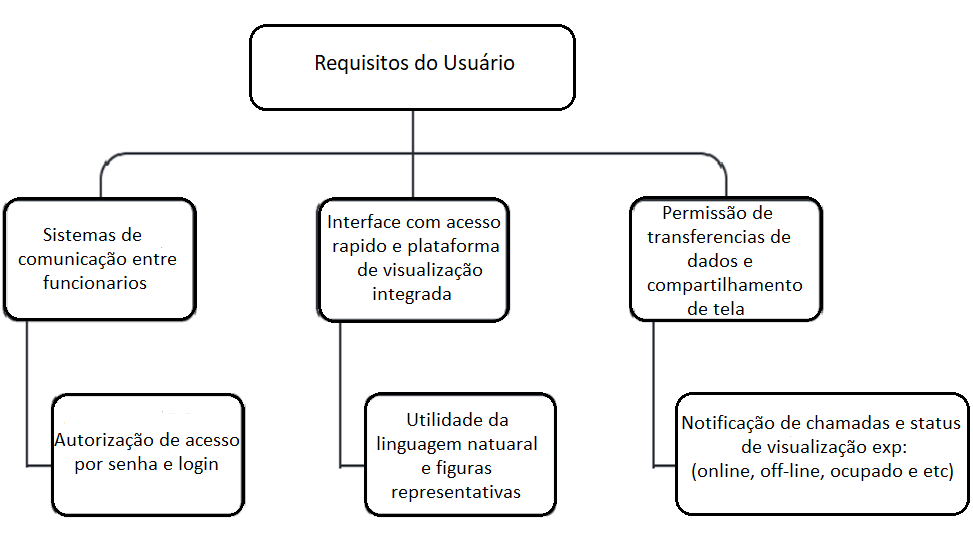 Requisitos do Usuário
Sistemas de
comunicação entre
funcionarios
Interface com acesso
rapido e plataforma
de visualização
integrada
Permissão de
transferencias de
dados e
compartilhamento
de tela
Autorização de acesso
por senha e login
Utilidade da
linguagem natuaral
e figuras
representativas
Notificação de chamadas e status
de visualização exp:
(online, off-line, ocupado e etc)